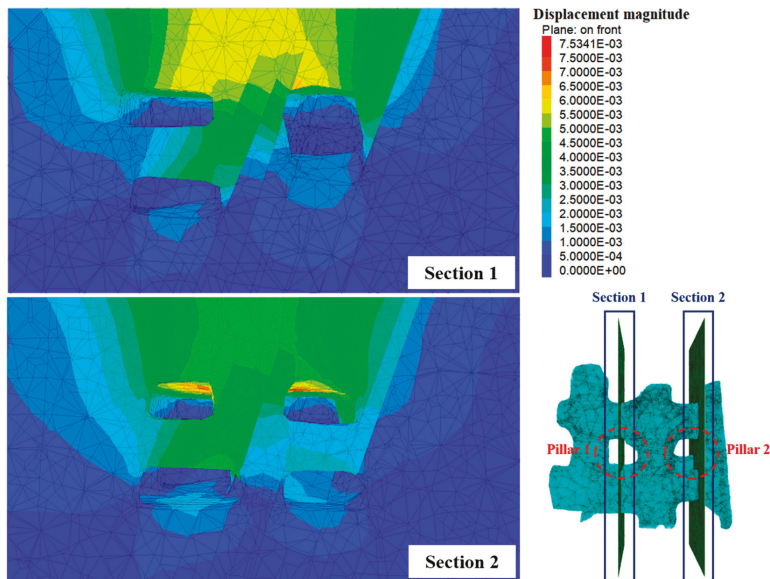 Displacement magnitude
Plane: on front
7.5341E-03
7.5000E-03
7.0000E-03
6.5000E-03
6.0000E-03
5.5000E-03
5.0000E-03
4.5000E-03
4.0000E-03
3.5000E-03
3.0000E-03
2.5000E-03
2.0000E-03
1.5000E-03
1.0000E-03
5.0000E-04
0.0000E+00
Section 1
Section 1 Section 2
Pillar 1 Pillar 2
Section 2